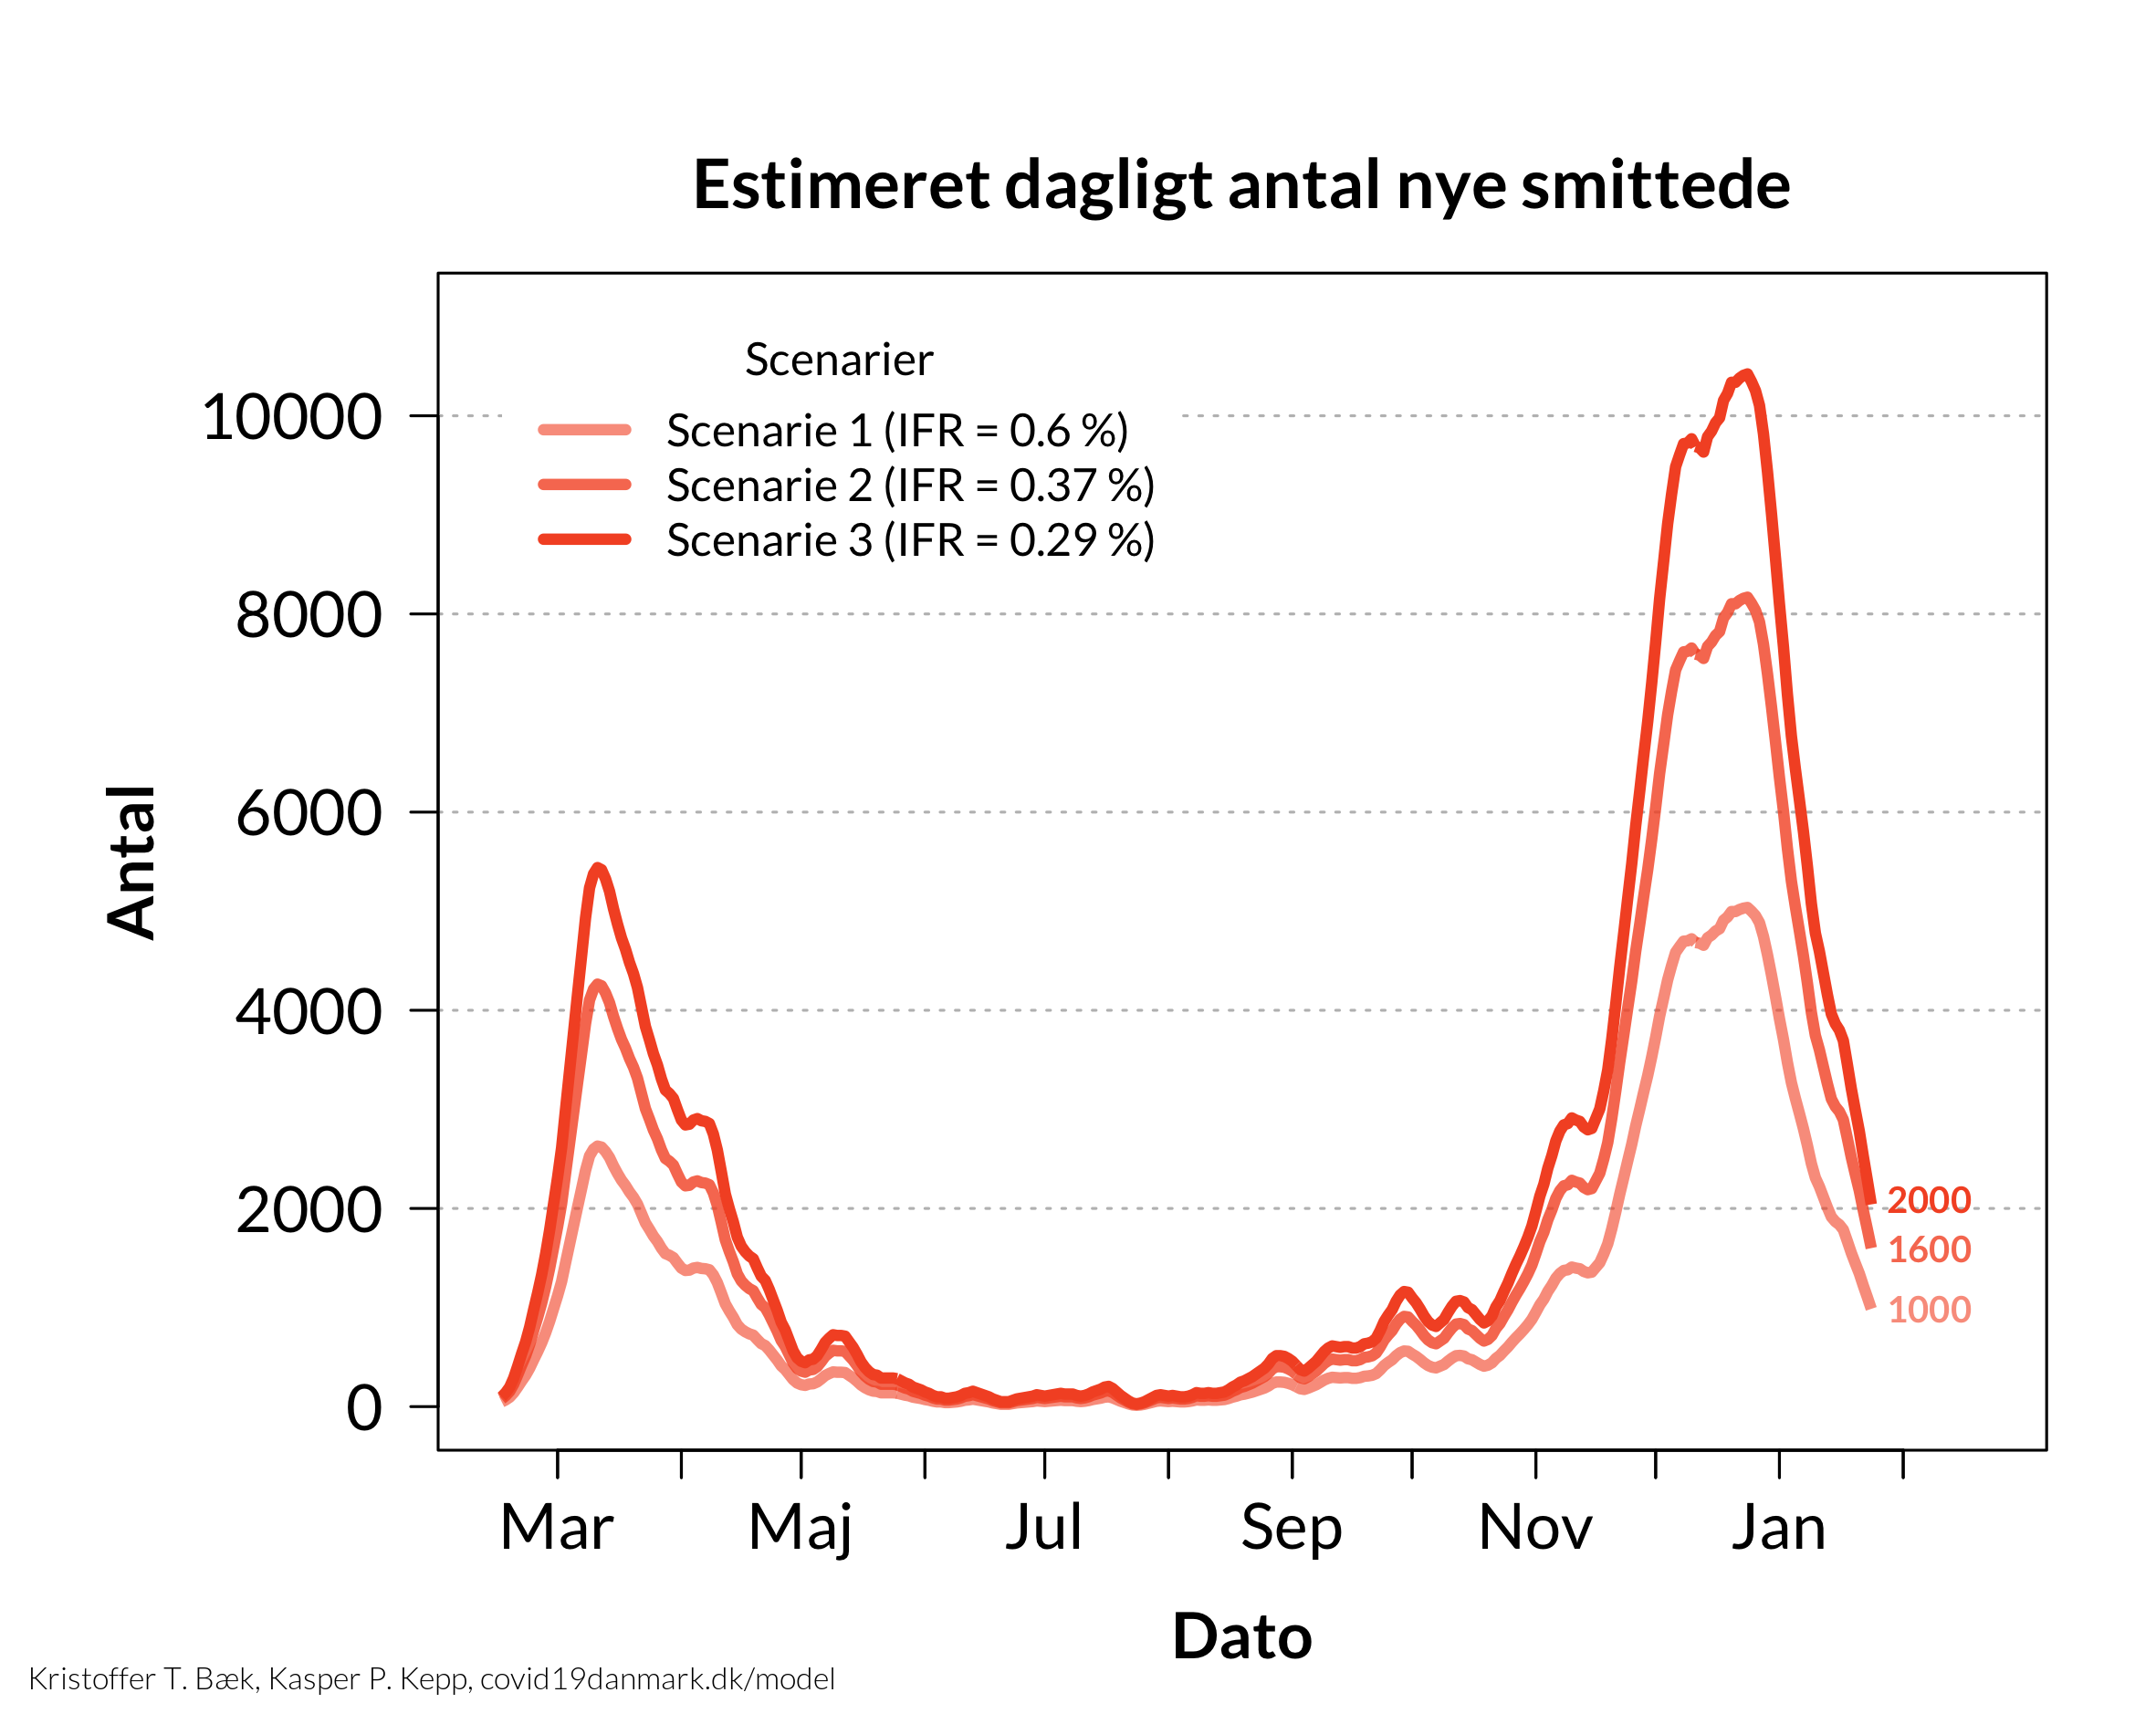 Estimeret dagligt antal nye smittede
Scenarier
Scenarie 1 (IFR = 0.6 %)
Scenarie 2 (IFR = 0.37 %)
Scenarie 3 (IFR = 0.29 %)
Antal
10000
8000
6000
4000
2000
0
2000
1600
1000
Mar Maj Jul Sep Nov Jan
Dato
Kristoffer T. Bæk, Kasper P. Kepp, covid19danmark.dk/model